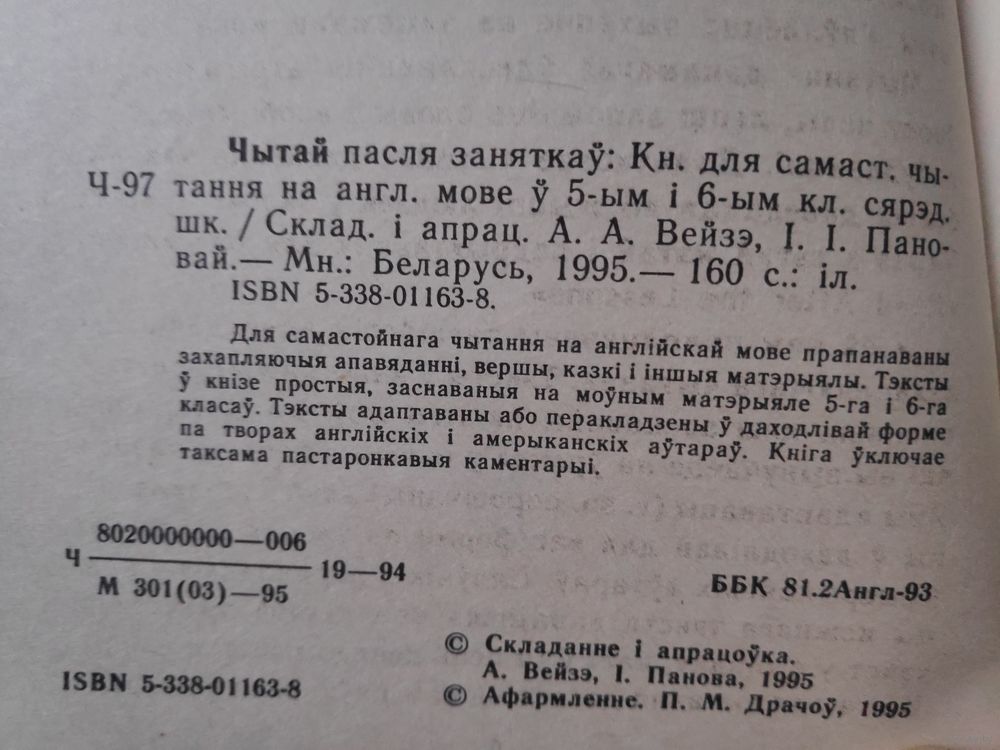 Чытай пасля заняткаў: Кн. для самаст. чы-
Ч-97 тання на англ. мове ў 5-ым і 6-ым кл. сярэд.
шк. / Склад. і апрац. А. А. Вейзэ, І. І. Пано-
вай.— Мн.: Беларусь, 1995.— 160 с.: іл.
ISBN 5-338-01163-8.
Для самастойнага чытання на англійскай мове прапанаваны
захапляючыя апавяданні, вершы, казкі і іншыя матэрыялы. Тэксты
ў кнізе простыя, заснаваныя на моўным матэрыяле 5-га і 6-га
класаў. Тэксты адаптаваны або перакладзены ў даходлівай форме
па творах англійскіх і амерыканскіх аўтараў. Кніга ўключае
таксама пастаронкавыя каментарыі.
8020000000—006
Ч 19—94
М 301(03)—95
ББК 81.2Англ-93
© Складанне і апрацоўка.
А. Вейзэ, І. Панова, 1995
ISBN 5-338-01163-8
© Афармленне. П. М. Драчоў, 1995